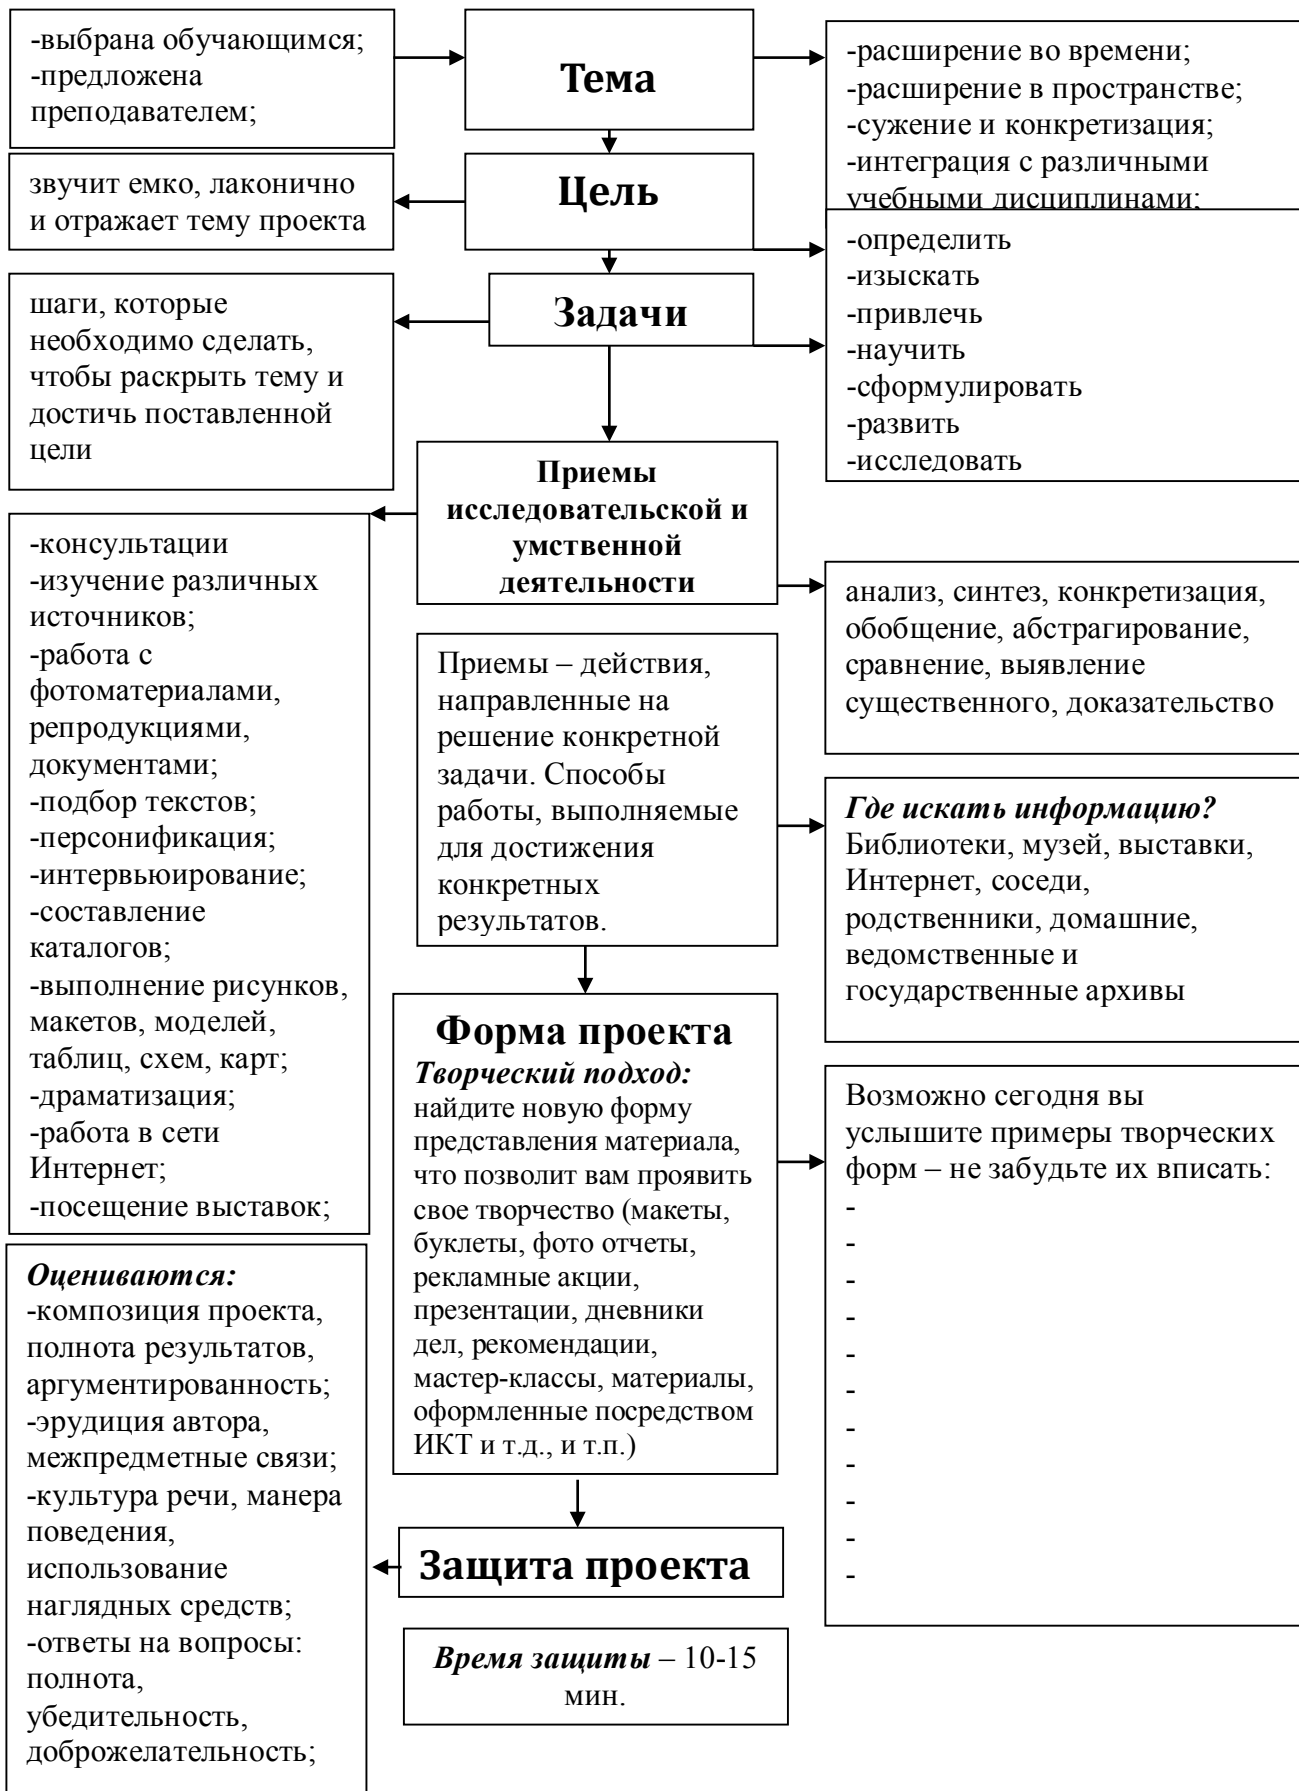 -выбрана обучающимся;
-предложена
преподавателем;
Тема
-расширение во времени;
-расширение в пространстве;
-сужение и конкретизация;
-интеграция с различными
учебными дисциплинами;
звучит емко, лаконично
и отражает тему проекта
Цель
-определить
-изыскать
-привлечь
-научить
-сформулировать
-развить
-исследовать
шаги, которые
необходимо сделать,
чтобы раскрыть тему и
достичь поставленной
цели
Задачи
Приемы
исследовательской и
умственной
деятельности
-консультации
-изучение различных
источников;
-работа с
фотоматериалами,
репродукциями,
документами;
-подбор текстов;
-персонификация;
-интервьюирование;
-составление
каталогов;
-выполнение рисунков,
макетов, моделей,
таблиц, схем, карт;
-драматизация;
-работа в сети
Интернет;
-посещение выставок;
анализ, синтез, конкретизация,
обобщение, абстрагирование,
сравнение, выявление
существенного, доказательство
Приемы – действия,
направленные на
решение конкретной
задачи. Способы
работы, выполняемые
для достижения
конкретных
результатов.
Где искать информацию?
Библиотеки, музей, выставки,
Интернет, соседи,
родственники, домашние,
ведомственные и
государственные архивы
Форма проекта
Творческий подход:
найдите новую форму
представления материала,
что позволит вам проявить
свое творчество (макеты,
буклеты, фото отчеты,
рекламные акции,
презентации, дневники
дел, рекомендации,
мастер-классы, материалы,
оформленные посредством
ИКТ и т.д., и т.п.)
Возможно сегодня вы
услышите примеры творческих
форм – не забудьте их вписать:
-
-
-
-
-
-
-
-
-
-
-
Оцениваются:
-композиция проекта,
полнота результатов,
аргументированность;
-эрудиция автора,
межпредметные связи;
-культура речи, манера
поведения,
использование
наглядных средств;
-ответы на вопросы:
полнота,
убедительность,
доброжелательность;
Защита проекта
Время защиты – 10-15
мин.